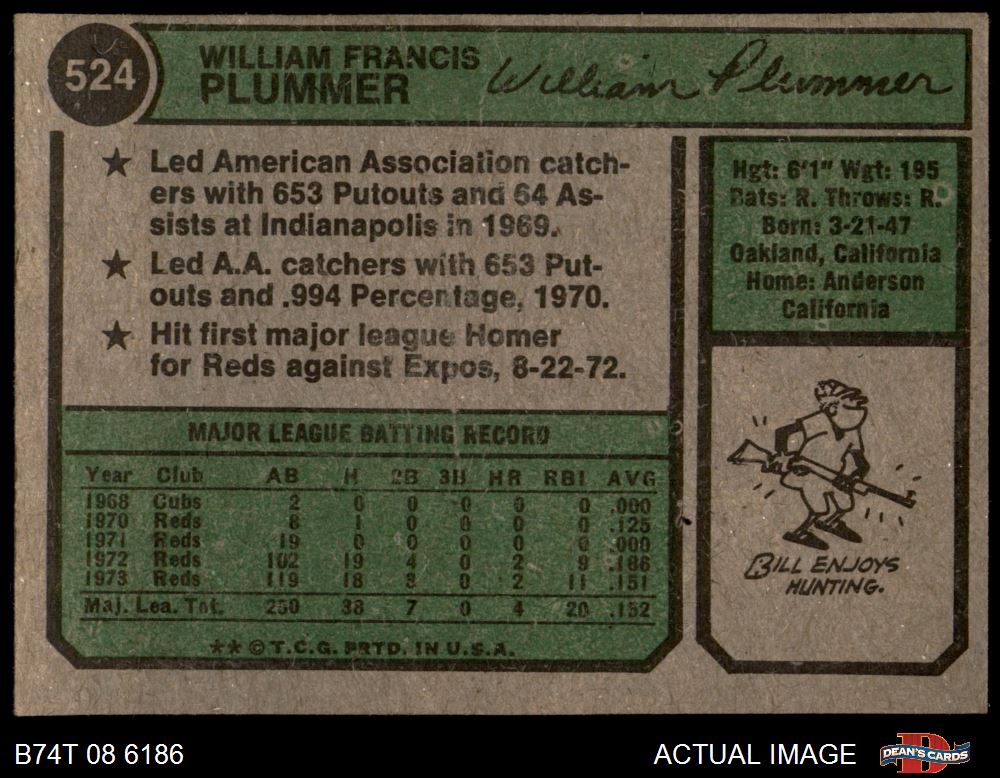 524
WILLIAM FRANCIS
PLUMMER
William Plummer
★ Led American Association catch-
ers with 653 Putouts and 64 As-
sists at Indianapolis in 1969.
★ Led A.A. catchers with 653 Put-
outs and .994 Percentage, 1970.
★ Hit first major league Homer
for Reds against Expos, 8-22-72.
Hgt: 6'1" Wgt: 195
Bats: R. Throws: R.
Born: 3-21-47
Oakland, California
Home: Anderson
California
MAJOR LEAGUE BATTING RECORD
Year Club AB H 2B 3B HR RBI AVG
1968 Cubs 2 0 0 0 0 0 .000
1970 Reds 8 1 0 0 0 0 .125
1971 Reds 19 0 0 0 0 0 .000
1972 Reds 102 19 4 0 2 9 .186
1973 Reds 119 18 3 0 2 11 .151
Maj. Lea. Tot. 250 38 7 0 4 20 .152
** © T.C.G. PRTD. IN U.S.A.
BILL ENJOYS
HUNTING.
B74T 08 6186
ACTUAL IMAGE
D
DEAN'S CARDS